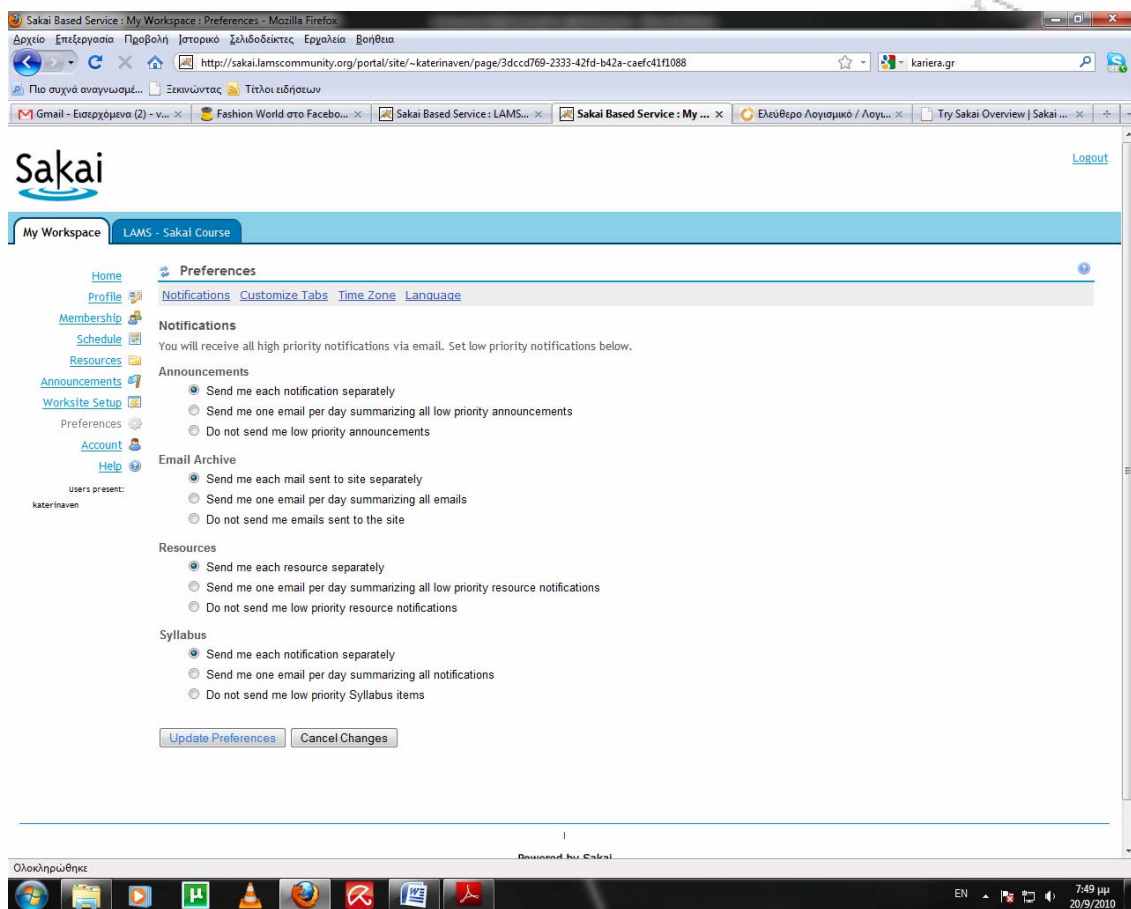 Sakai Based Service : My Workspace : Preferences - Mozilla Firefox
Αρχείο Επεξεργασία Προβολή Ιστορικό Σελιδοδείκτες Εργαλεία Βοήθεια
http://sakai.lamscommunity.org/portal/site/~katerinaven/page/3dccd769-2333-42fd-b42a-caefc41f1088 kariera.gr
Πιο συχνά αναγνωσμέ... Ξεκινώντας Τίτλοι ειδήσεων
Gmail - Εισερχόμενα (2) - v... Fashion World στο Facebo... Sakai Based Service : LAMS... Sakai Based Service : My ... Ελεύθερο Λογισμικό / Λογι... Try Sakai Overview | Sakai ...
Sakai
Logout
My Workspace LAMS - Sakai Course
Home
Profile
Membership
Schedule
Resources
Announcements
Worksite Setup
Preferences
Account
Help
Users present:
katerinaven
Preferences
Notifications Customize Tabs Time Zone Language
Notifications
You will receive all high priority notifications via email. Set low priority notifications below.
Announcements
Send me each notification separately
Send me one email per day summarizing all low priority announcements
Do not send me low priority announcements
Email Archive
Send me each mail sent to site separately
Send me one email per day summarizing all emails
Do not send me emails sent to the site
Resources
Send me each resource separately
Send me one email per day summarizing all low priority resource notifications
Do not send me low priority resource notifications
Syllabus
Send me each notification separately
Send me one email per day summarizing all notifications
Do not send me low priority Syllabus items
Update Preferences Cancel Changes
|
Powered by Sakai
Ολοκληρώθηκε
EN 7:49 μμ
20/9/2010